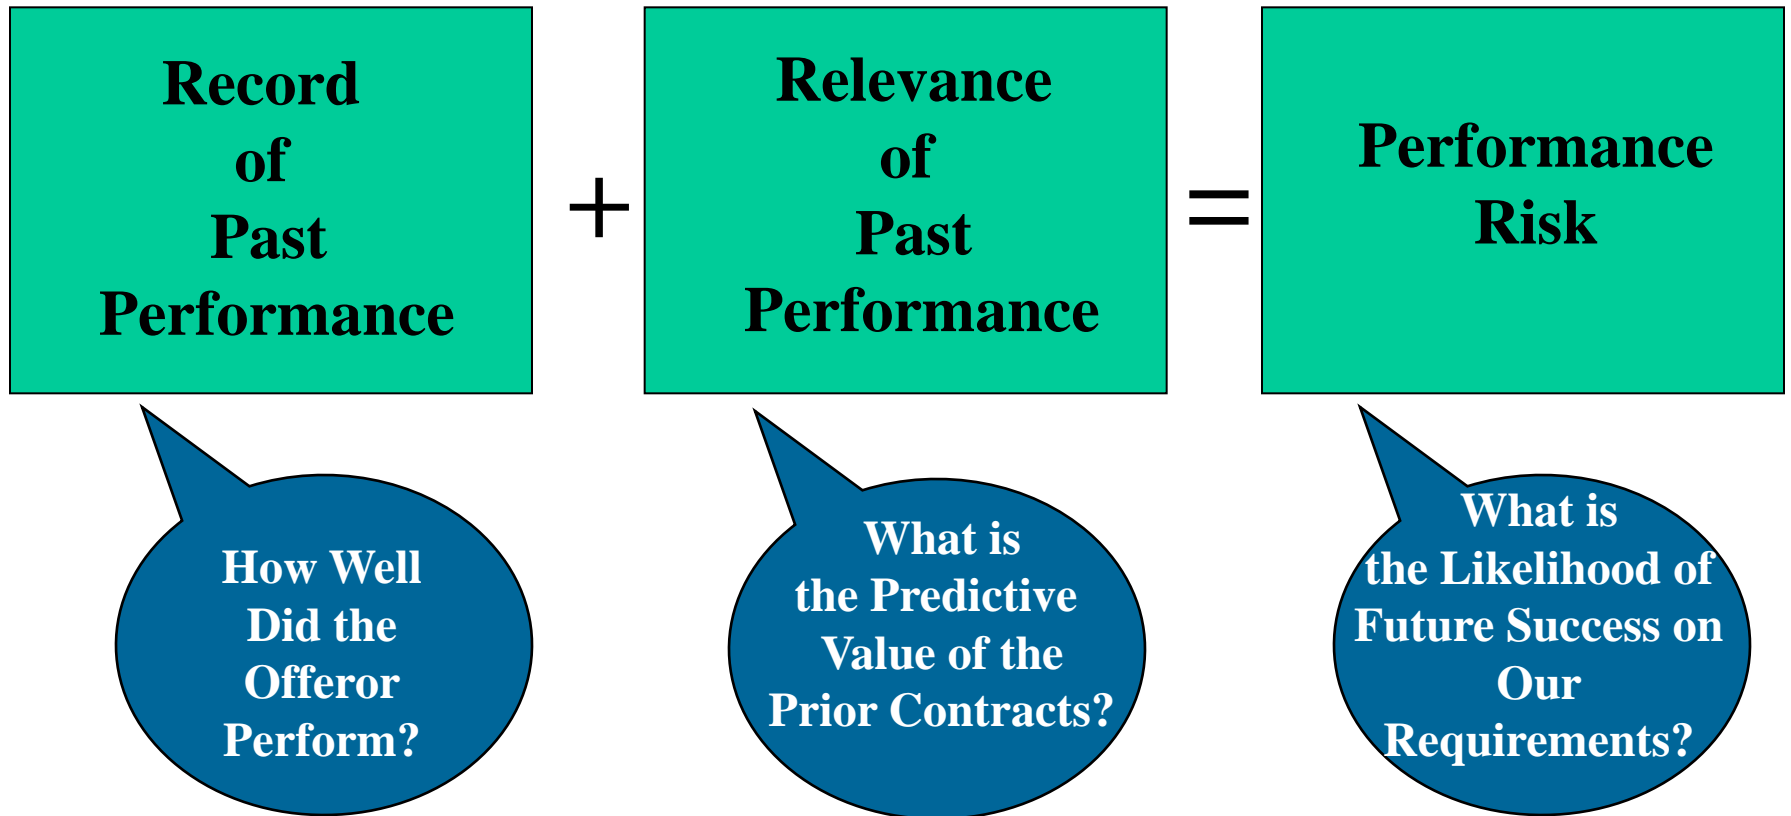 Record
of
Past
Performance
+
Relevance
of
Past
Performance
=
Performance
Risk
How Well
Did the
Offeror
Perform?
What is
the Predictive
Value of the
Prior Contracts?
What is
the Likelihood of
Future Success on
Our
Requirements?